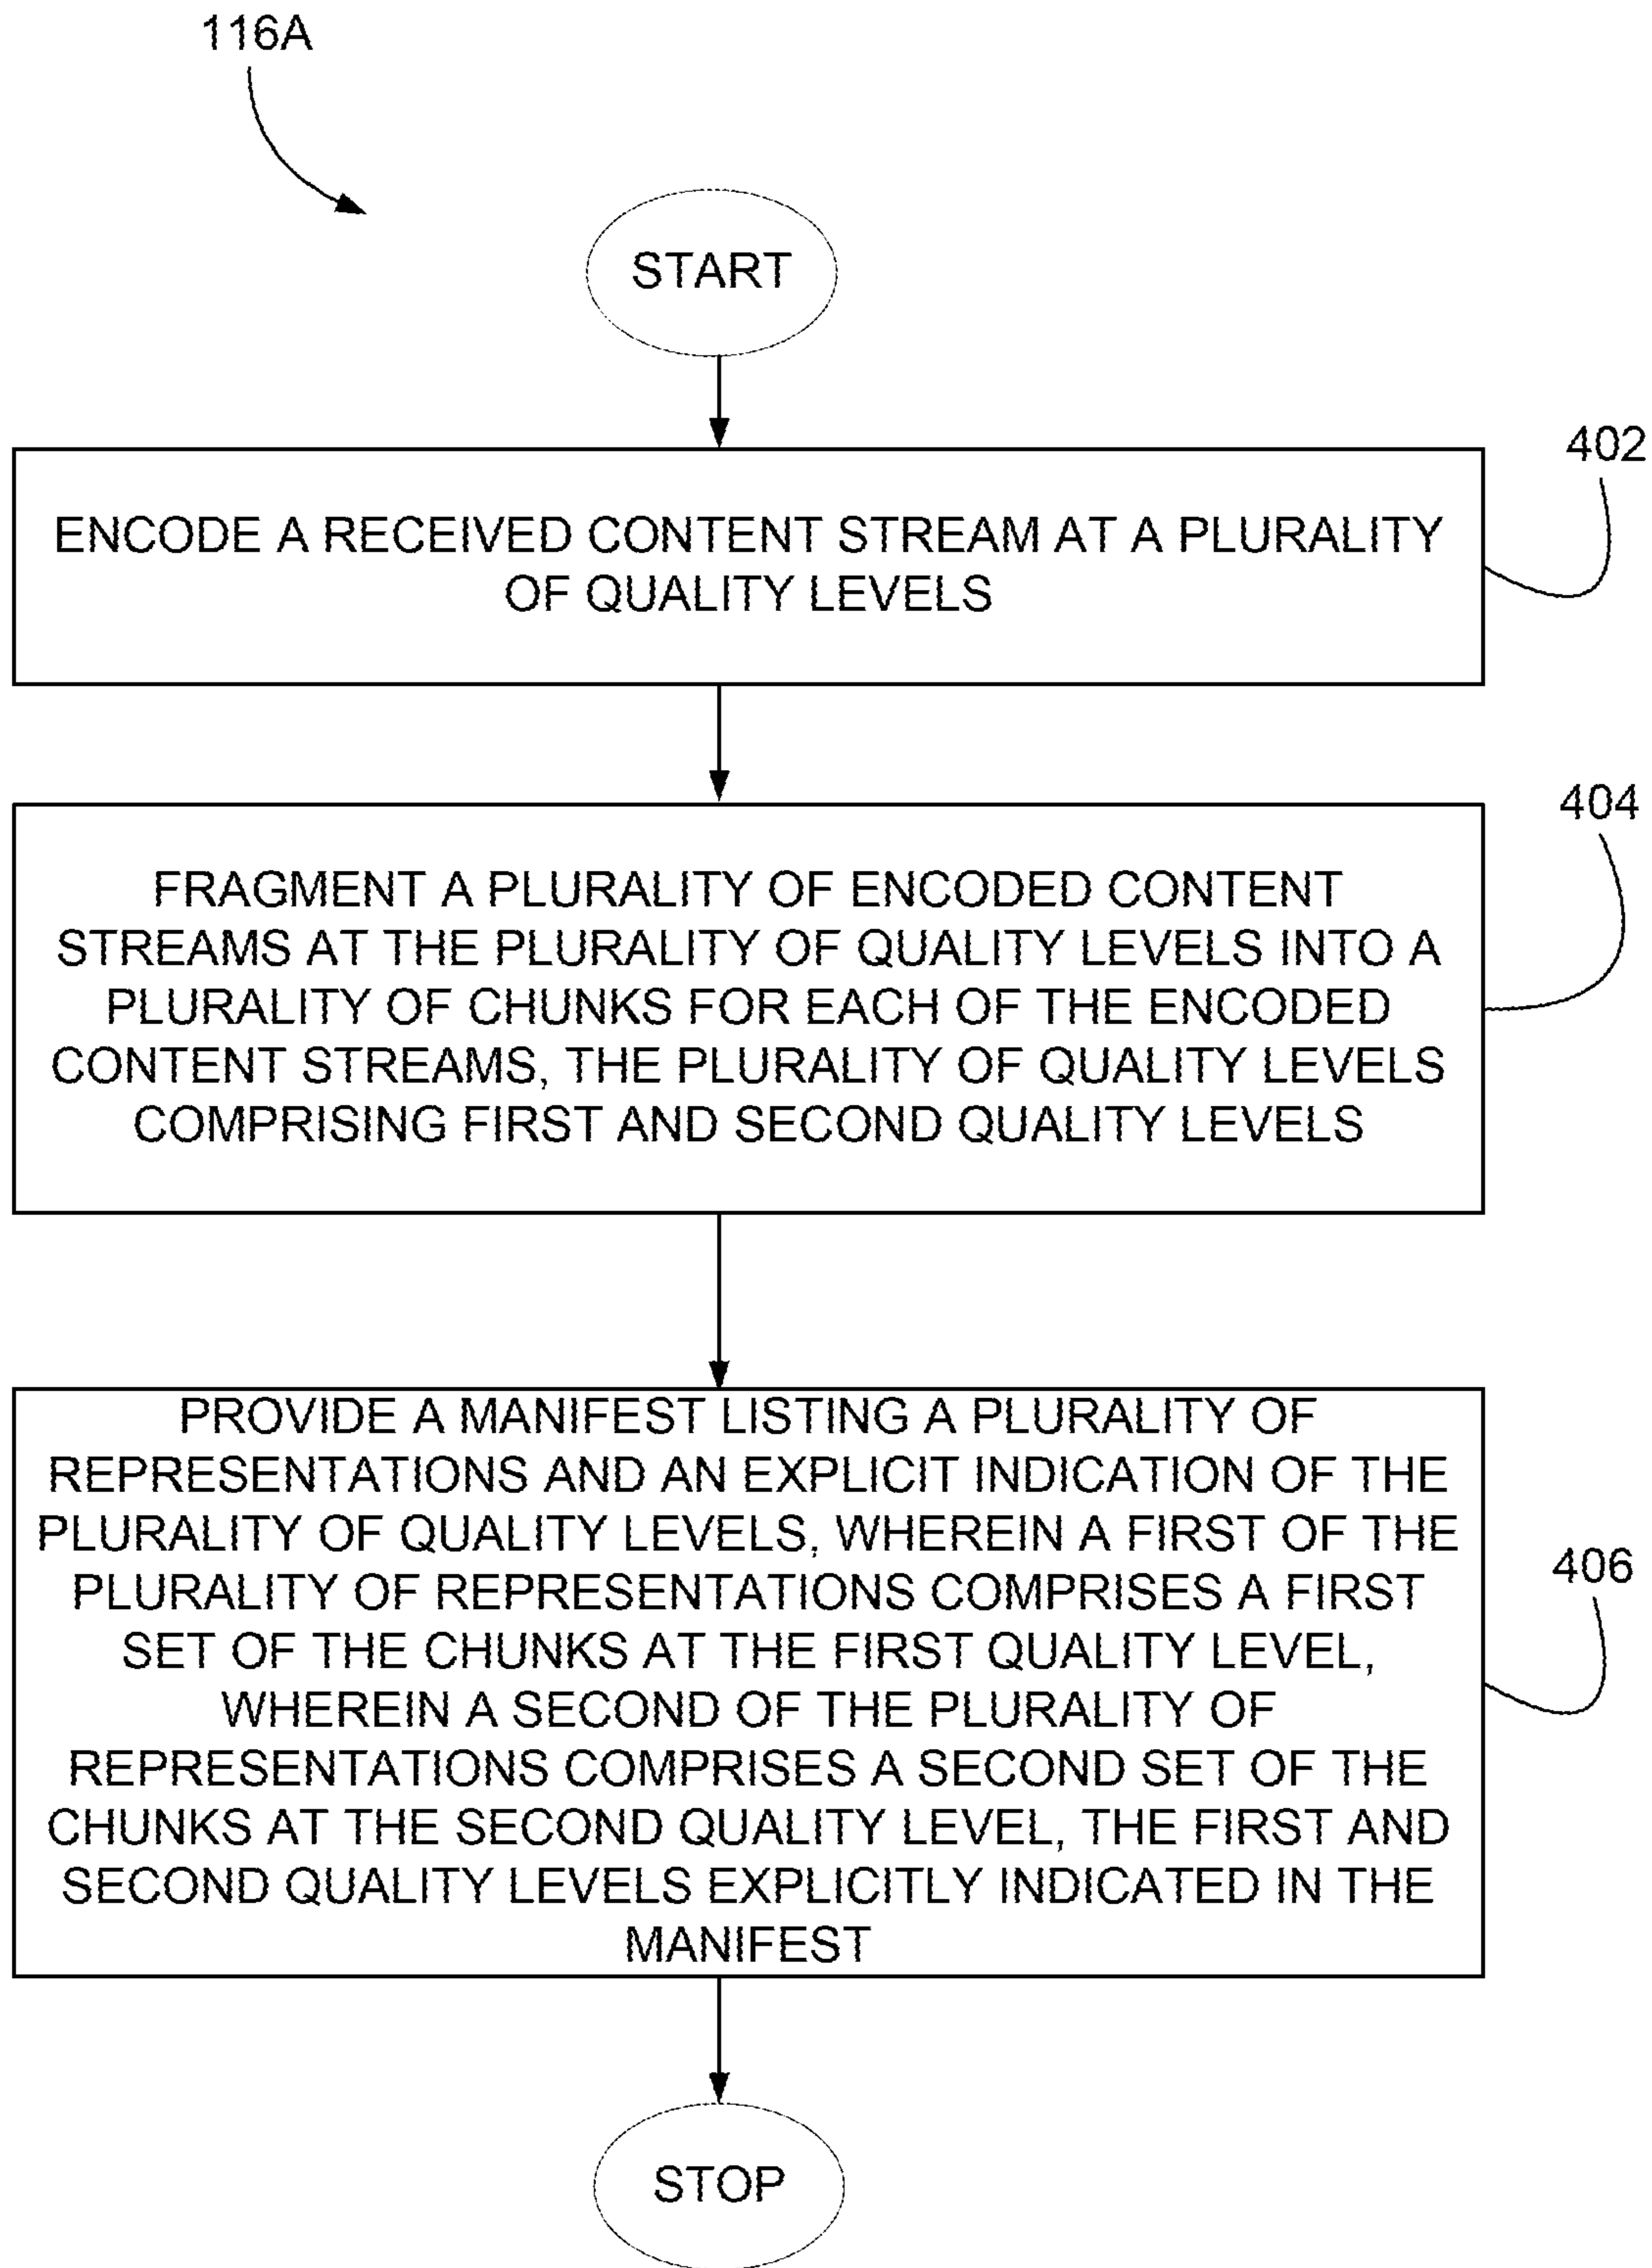 116A
START
402
ENCODE A RECEIVED CONTENT STREAM AT A PLURALITY
OF QUALITY LEVELS
404
FRAGMENT A PLURALITY OF ENCODED CONTENT
STREAMS AT THE PLURALITY OF QUALITY LEVELS INTO A
PLURALITY OF CHUNKS FOR EACH OF THE ENCODED
CONTENT STREAMS, THE PLURALITY OF QUALITY LEVELS
COMPRISING FIRST AND SECOND QUALITY LEVELS
PROVIDE A MANIFEST LISTING A PLURALITY OF
REPRESENTATIONS AND AN EXPLICIT INDICATION OF THE
PLURALITY OF QUALITY LEVELS, WHEREIN A FIRST OF THE
PLURALITY OF REPRESENTATIONS COMPRISES A FIRST
406
SET OF THE CHUNKS AT THE FIRST QUALITY LEVEL,
WHEREIN A SECOND OF THE PLURALITY OF
REPRESENTATIONS COMPRISES A SECOND SET OF THE
CHUNKS AT THE SECOND QUALITY LEVEL, THE FIRST AND
SECOND QUALITY LEVELS EXPLICITLY INDICATED IN THE
MANIFEST
STOP